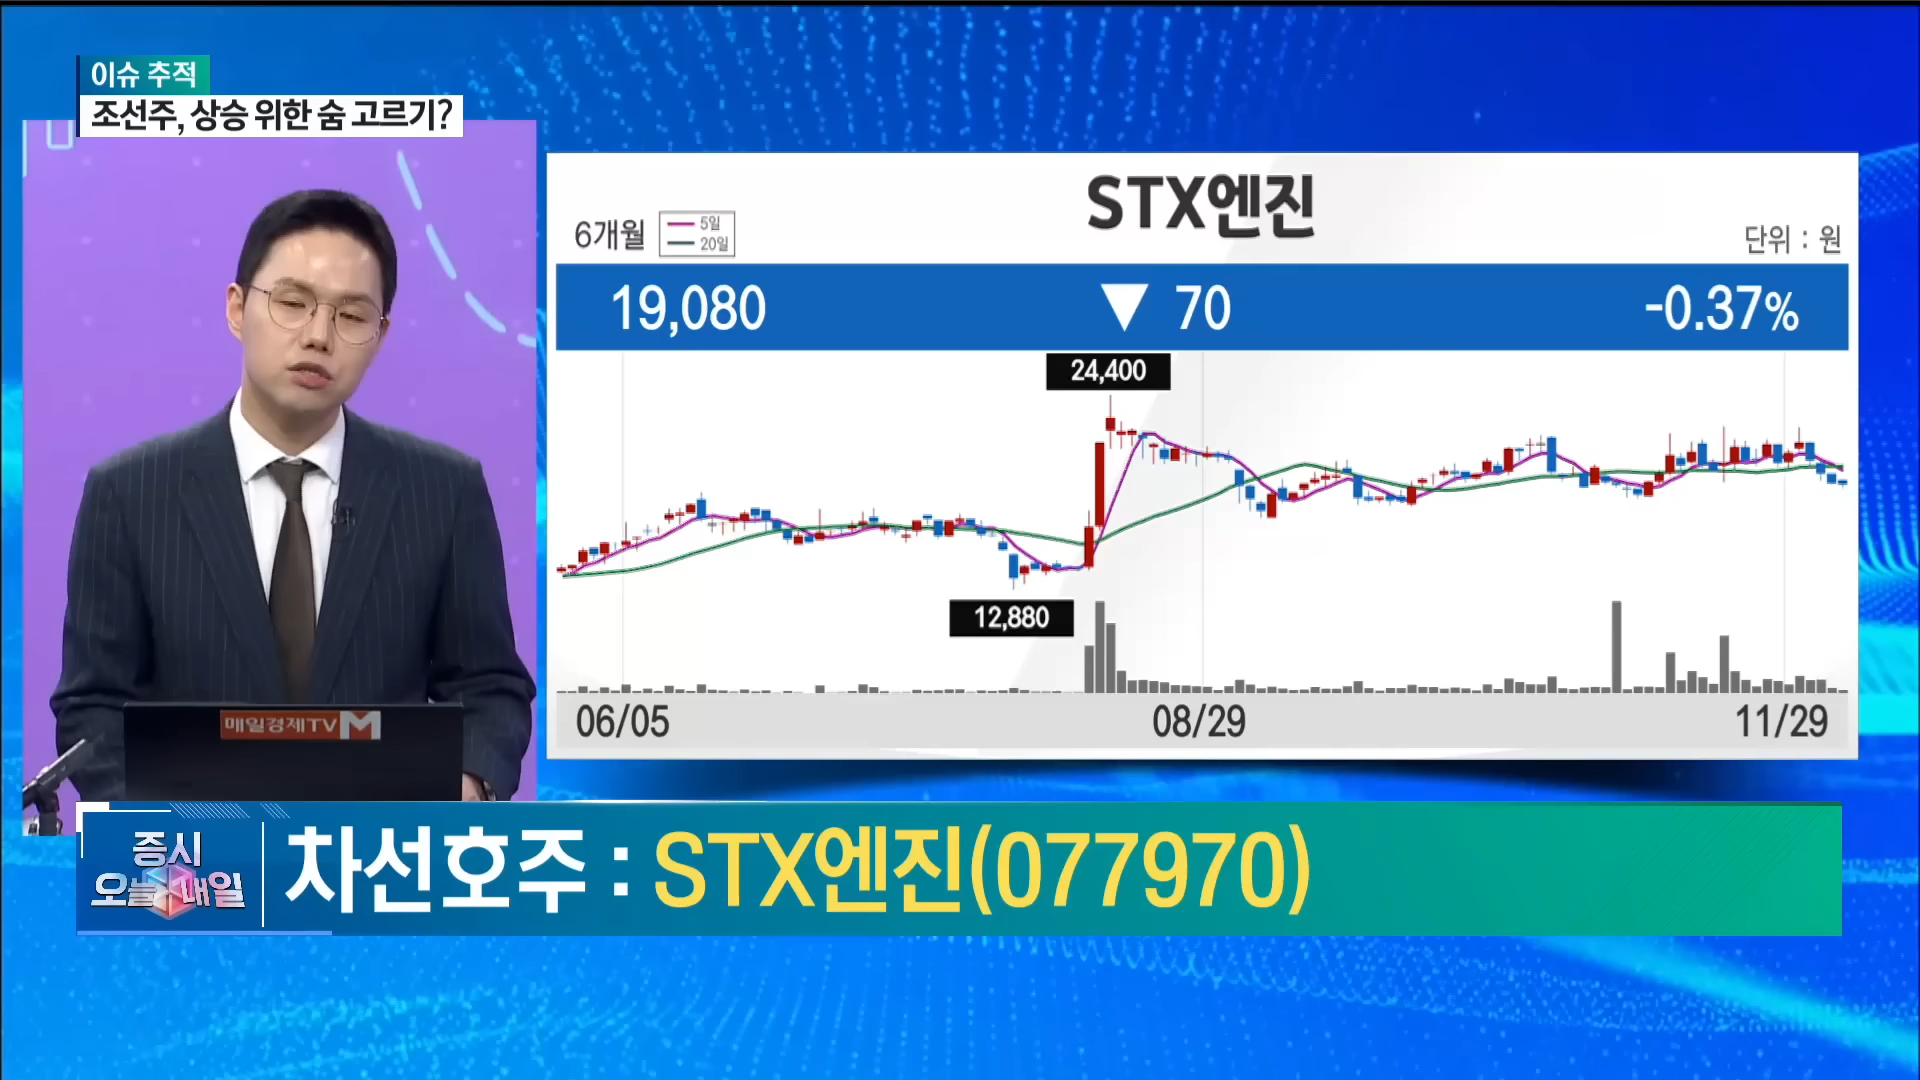 이슈 추적
조선주, 상승 위한 숨 고르기?
STX엔진
6개월
5일
20일
단위 : 원
19,080 ▼ 70 -0.37%
24,400
12,880
06/05 08/29 11/29
매일경제TV M
증시
오늘 매일
차선호주 : STX엔진(077970)